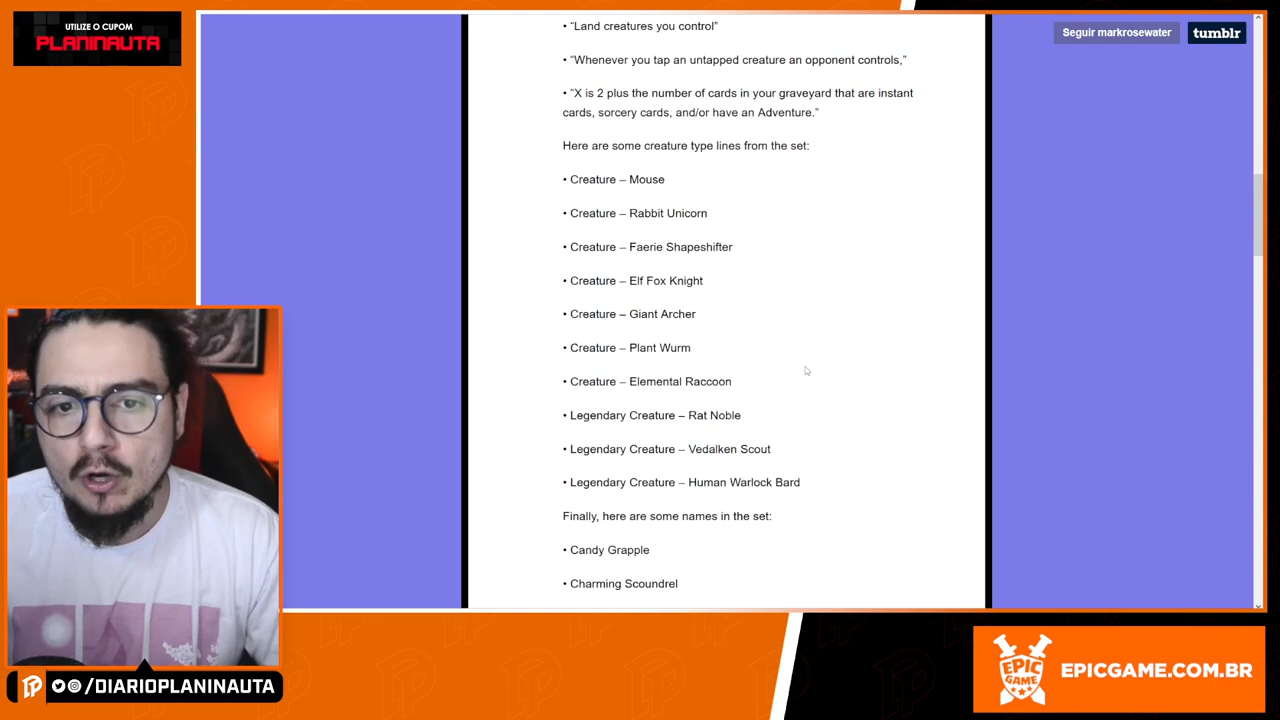 UTILIZE O CUPOM
PLANINAUTA
• “Land creatures you control”
Seguir markrosewater
tumblr
• “Whenever you tap an untapped creature an opponent controls,”
• “X is 2 plus the number of cards in your graveyard that are instant
cards, sorcery cards, and/or have an Adventure.”
Here are some creature type lines from the set:
• Creature – Mouse
• Creature – Rabbit Unicorn
• Creature – Faerie Shapeshifter
• Creature – Elf Fox Knight
• Creature – Giant Archer
• Creature – Plant Wurm
• Creature – Elemental Raccoon
• Legendary Creature – Rat Noble
• Legendary Creature – Vedalken Scout
• Legendary Creature – Human Warlock Bard
Finally, here are some names in the set:
• Candy Grapple
• Charming Scoundrel
/DIARIOPLANINAUTA
EPIC
GAME
EPICGAME.COM.BR